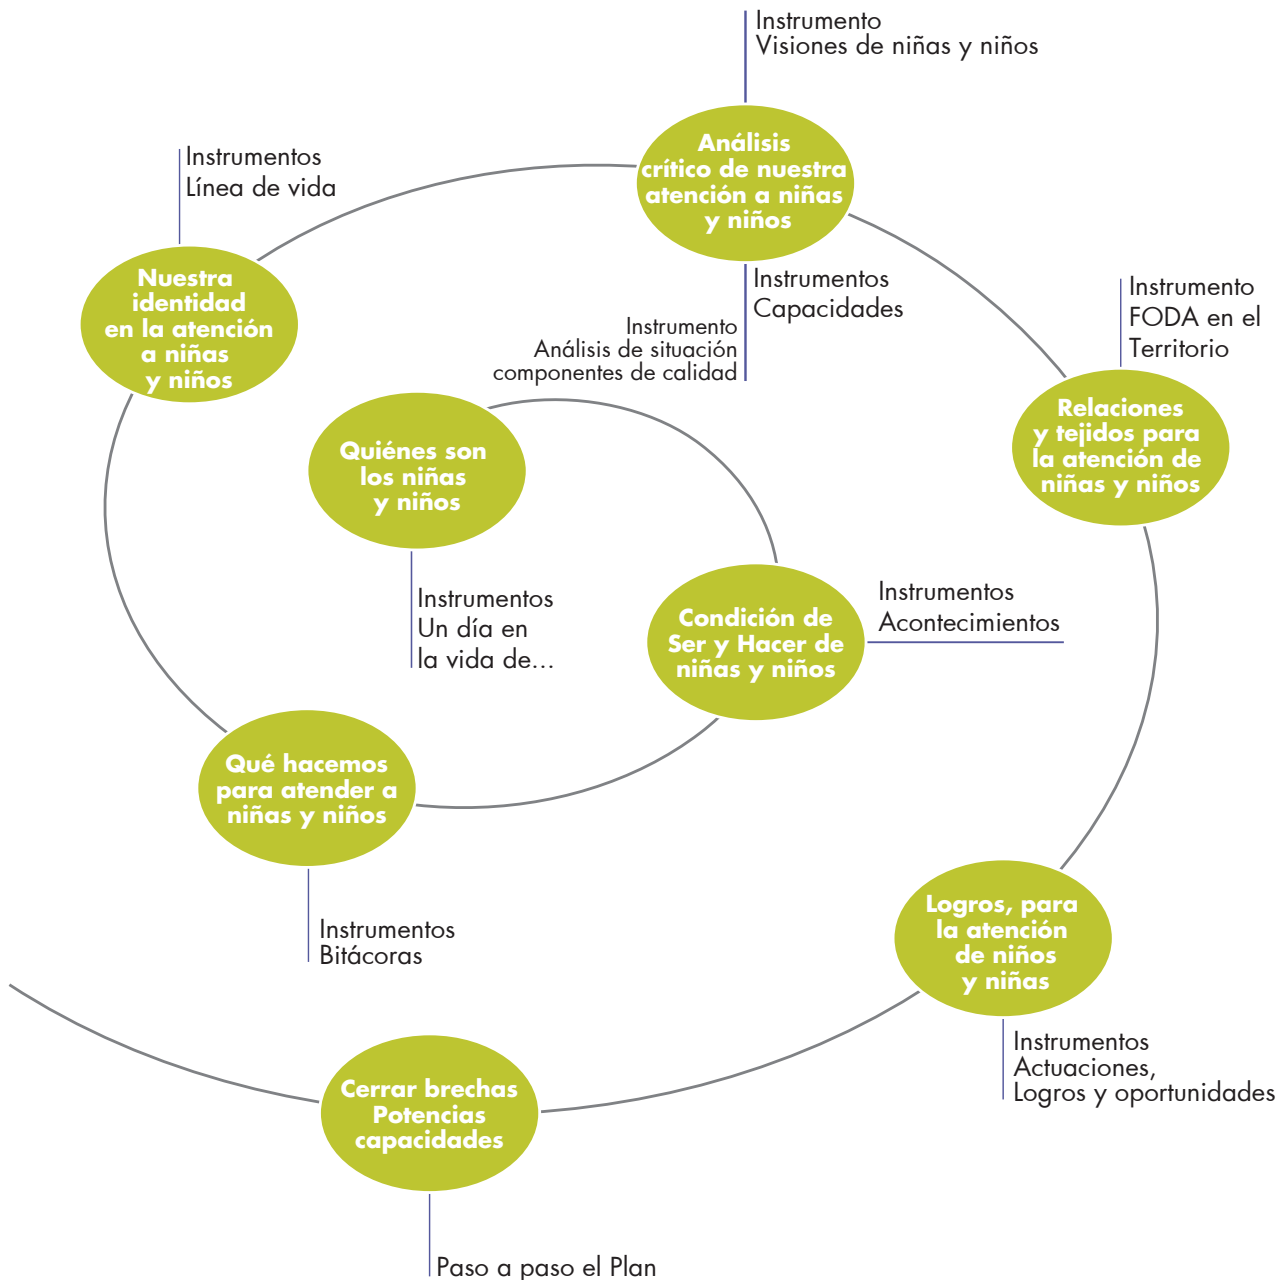 Instrumento
Visiones de niñas y niños
Análisis
crítico de nuestra
atención a niñas
y niños
Instrumentos
Línea de vida
Nuestra
identidad
en la atención
a niñas
y niños
Instrumentos
Capacidades
Instrumento
Análisis de situación
componentes de calidad
Instrumento
FODA en el
Territorio
Relaciones
y tejidos para
la atención de
niñas y niños
Quiénes son
los niñas
y niños
Instrumentos
Un día en
la vida de...
Condición de
Ser y Hacer de
niñas y niños
Instrumentos
Acontecimientos
Qué hacemos
para atender a
niñas y niños
Instrumentos
Bitácoras
Logros, para
la atención
de niños
y niñas
Instrumentos
Actuaciones,
Logros y oportunidades
Cerrar brechas
Potencias
capacidades
Paso a paso el Plan